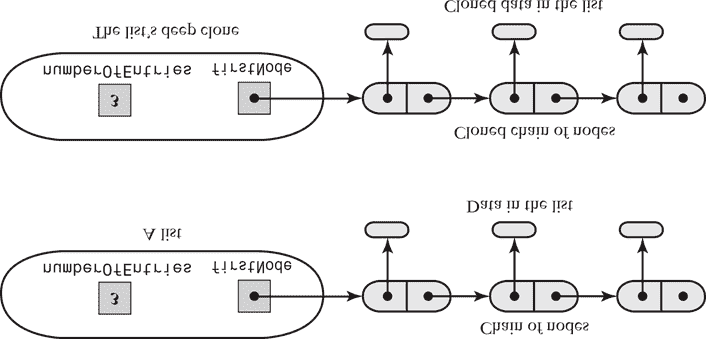 Chain of nodes
3
numberOfEntries firstNode
A list
Data in the list
Cloned chain of nodes
3
numberOfEntries firstNode
The list's deep clone
Cloned data in the list